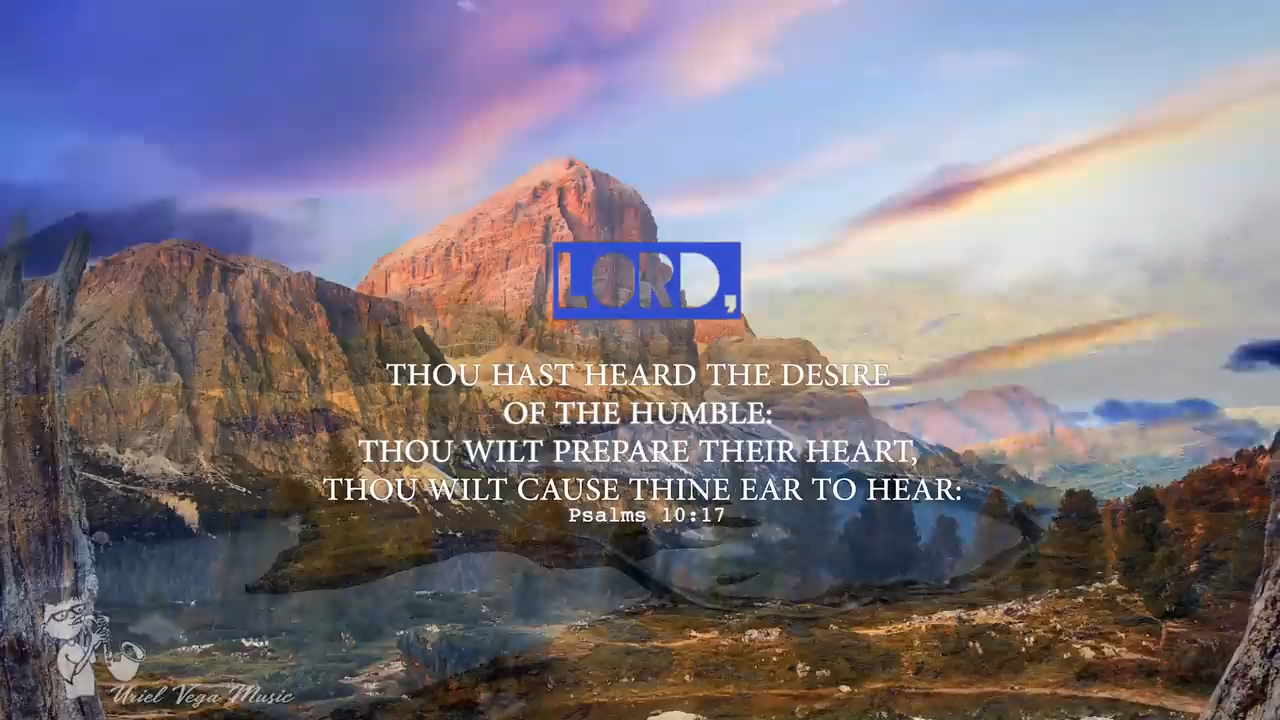 LORD,
THOU HAST HEARD THE DESIRE
OF THE HUMBLE:
THOU WILT PREPARE THEIR HEART,
THOU WILT CAUSE THINE EAR TO HEAR:
Psalms 10:17
Uriel Vega Music